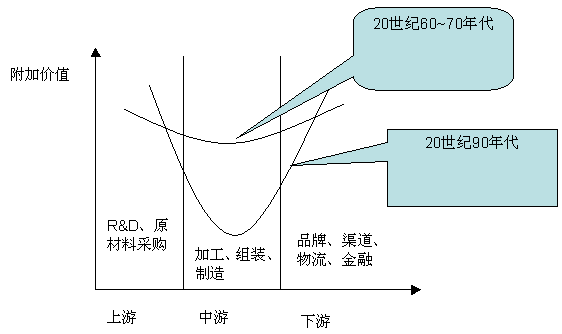 20世纪60~70年代
附加价值
20世纪90年代
R&D、原
材料采购
加工、组装、
制造
品牌、渠道、
物流、金融
上游
中游
下游